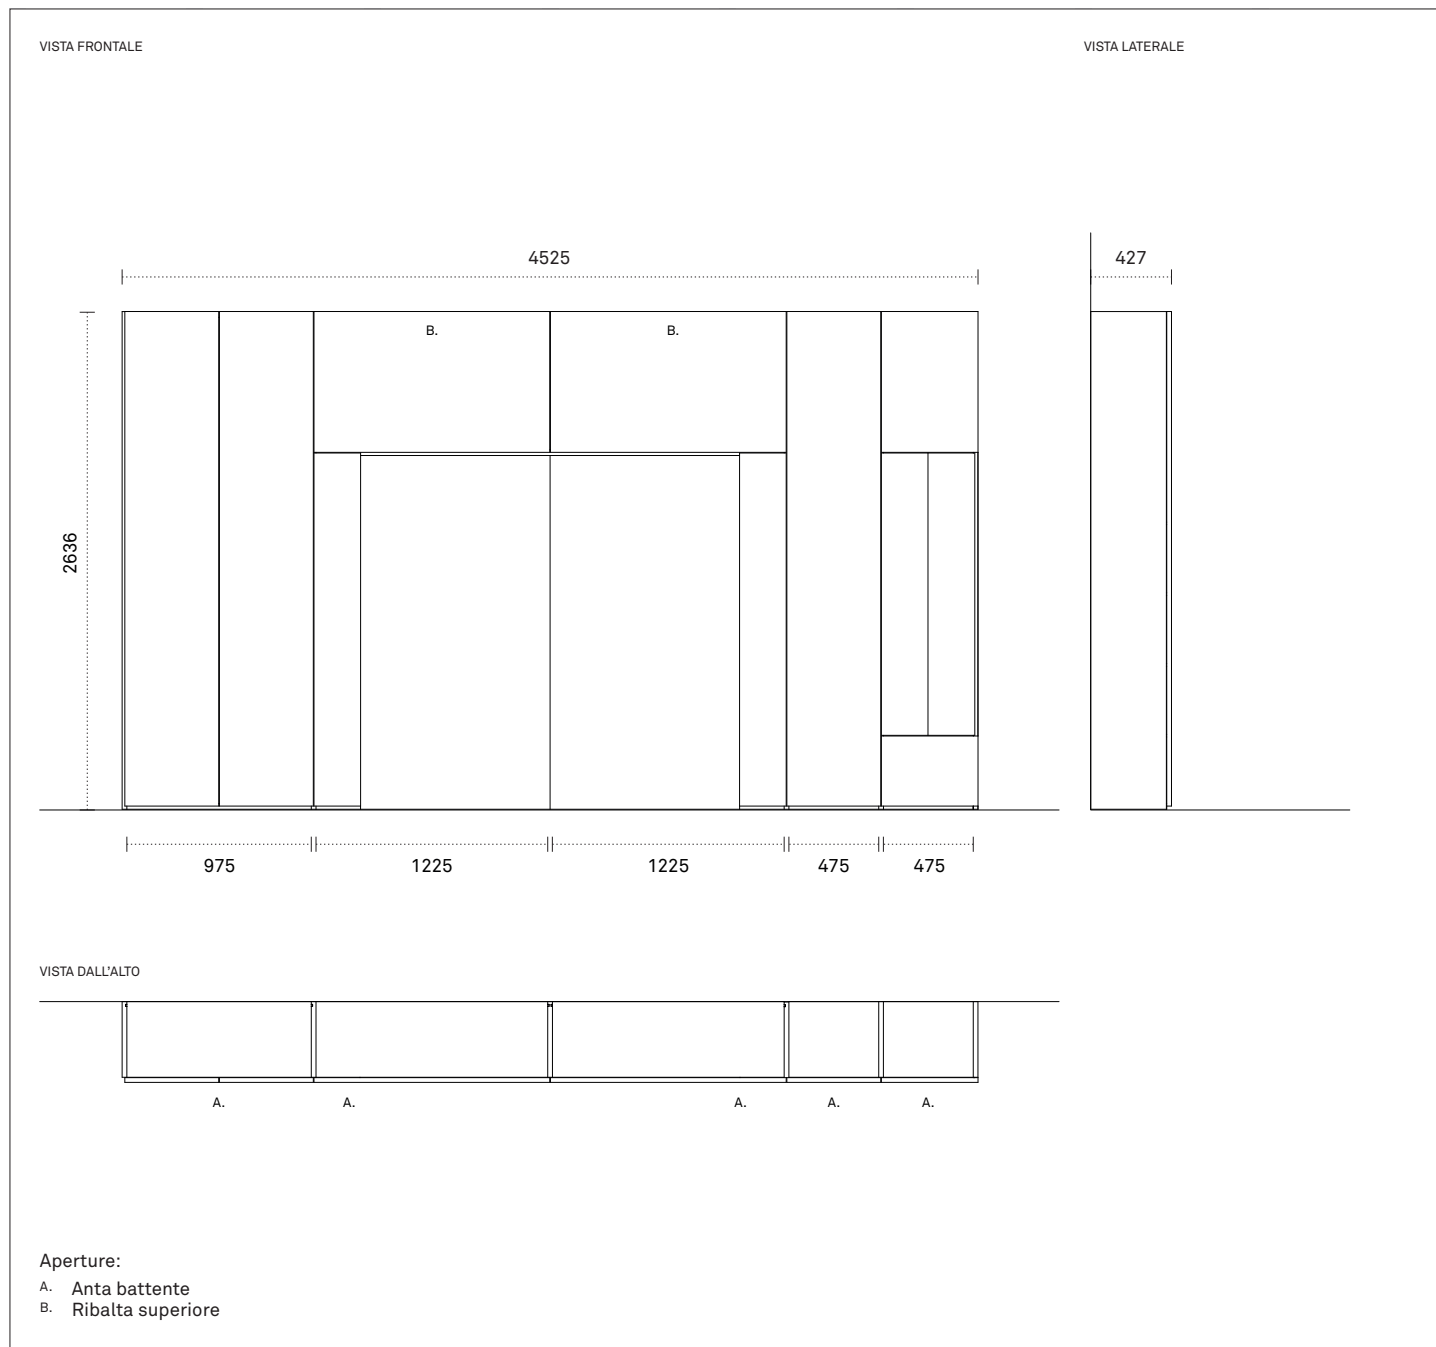 VISTA FRONTALE
VISTA LATERALE
4525
427
B.
B.
2636
975
1225
1225
475
475
VISTA DALL'ALTO
A.
A.
A.
A.
A.
Aperture:
A. Anta battente
B. Ribalta superiore